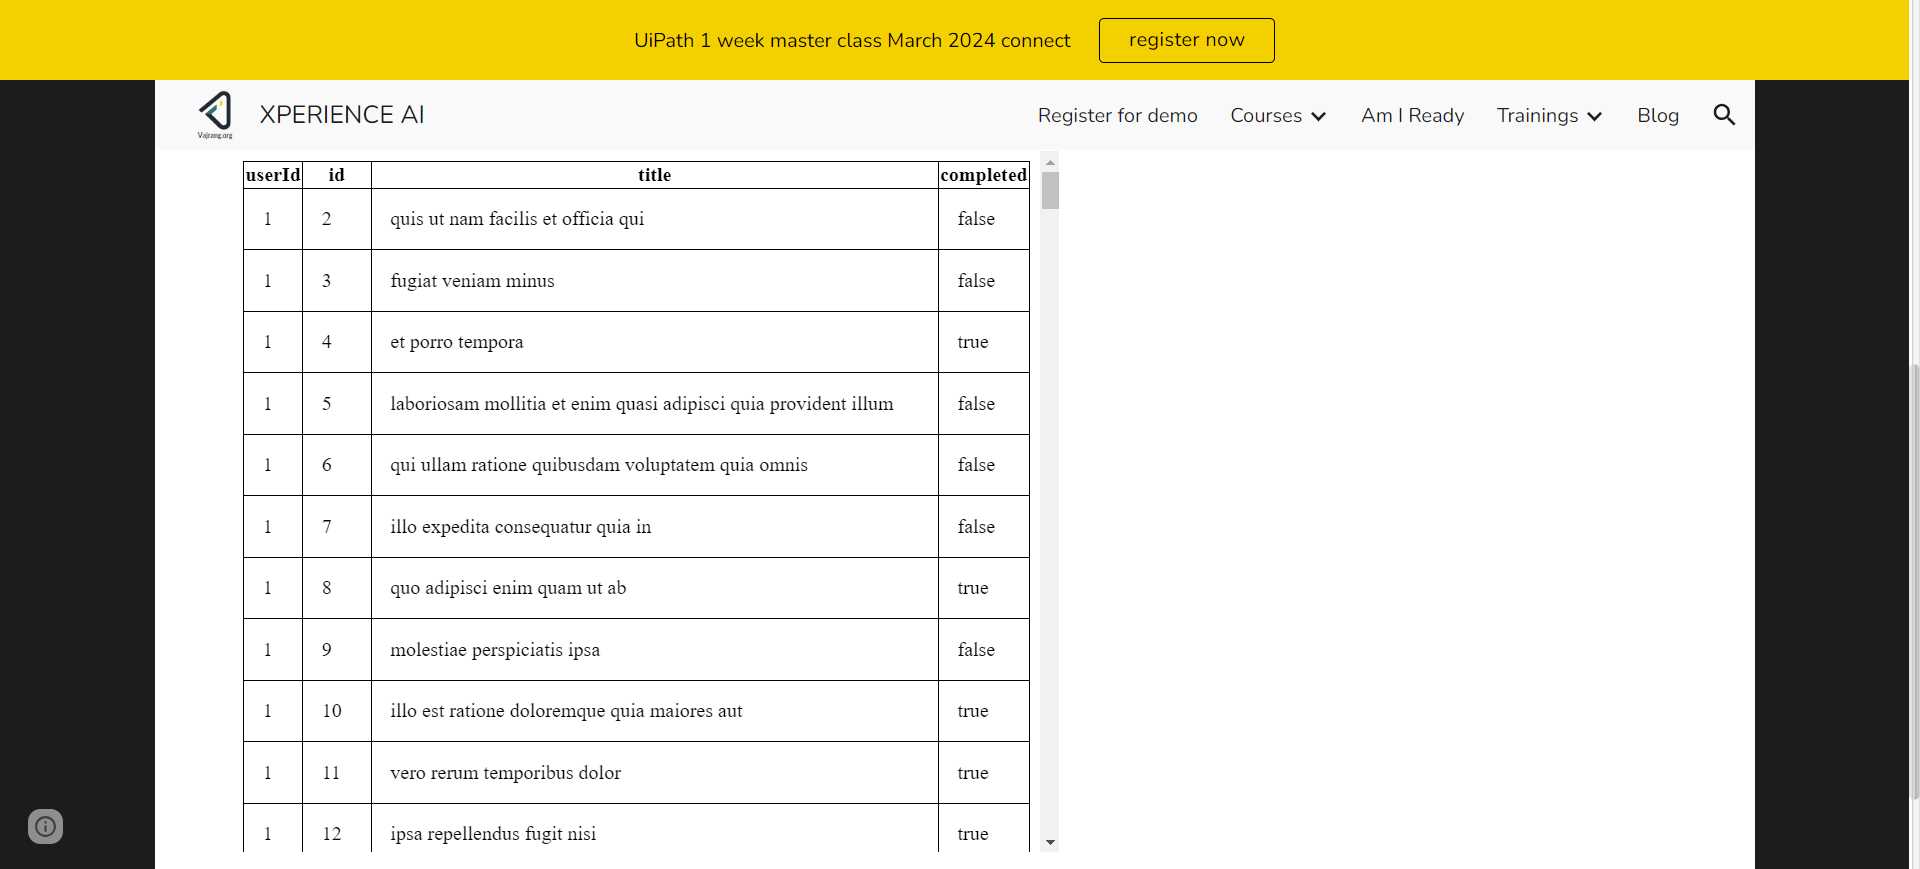 UiPath 1 week master class March 2024 connect register now
Vajrang.org XPERIENCE AI Register for demo Courses Am I Ready Trainings Blog
userId id title completed
1 2 quis ut nam facilis et officia qui false
1 3 fugiat veniam minus false
1 4 et porro tempora true
1 5 laboriosam mollitia et enim quasi adipisci quia provident illum false
1 6 qui ullam ratione quibusdam voluptatem quia omnis false
1 7 illo expedita consequatur quia in false
1 8 quo adipisci enim quam ut ab true
1 9 molestiae perspiciatis ipsa false
1 10 illo est ratione doloremque quia maiores aut true
1 11 vero rerum temporibus dolor true
1 12 ipsa repellendus fugit nisi true